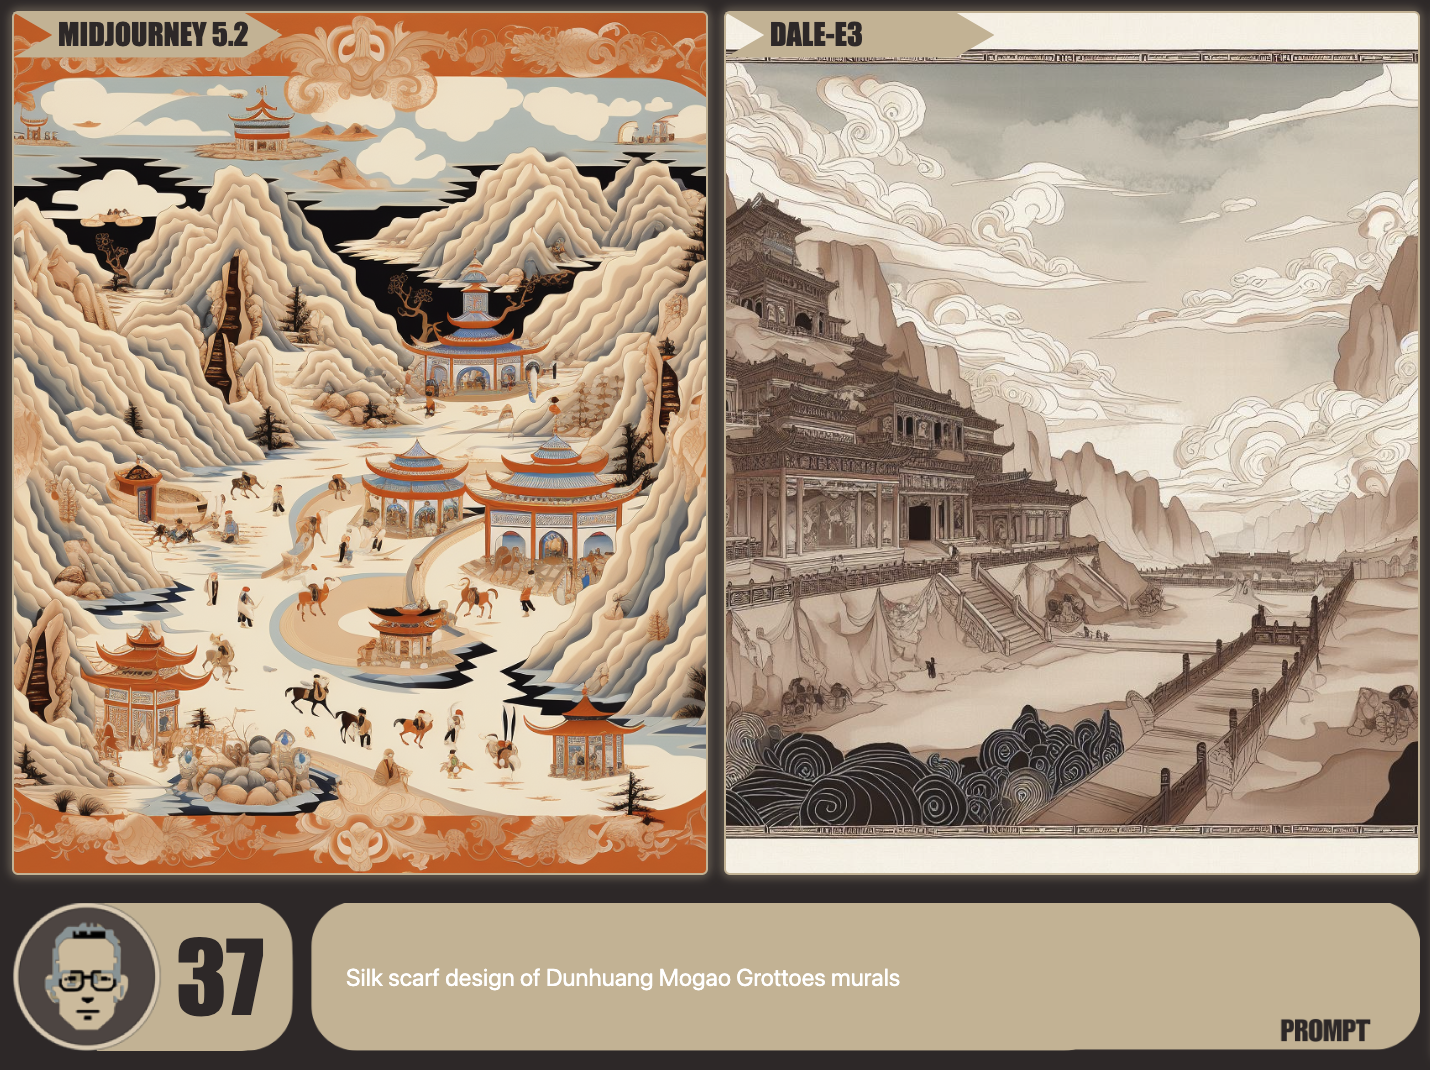 MIDJOURNEY 5.2
DALE-E3
37
Silk scarf design of Dunhuang Mogao Grottoes murals
PROMPT